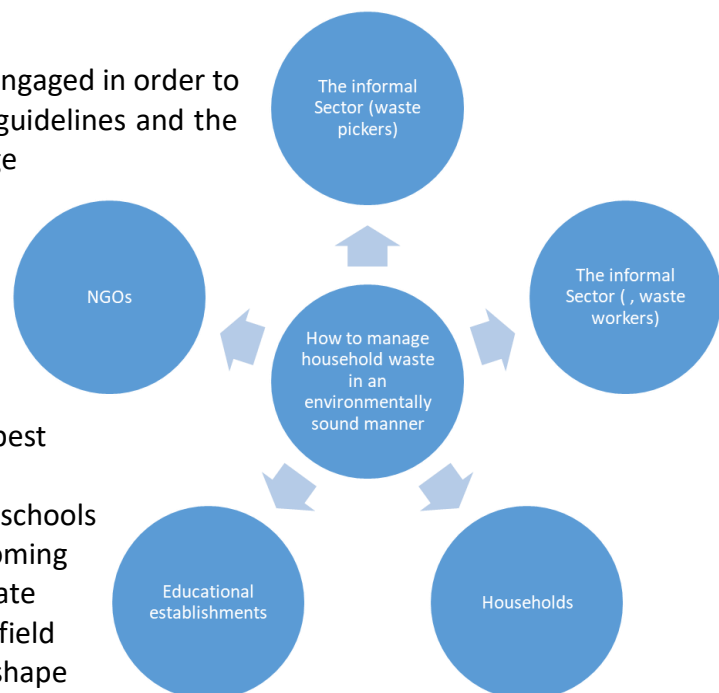 ngaged in order to
guidelines and the
ge
best
schools
oming
ate
field
shape
The informal
Sector (waste
pickers)
NGOs
The informal
Sector ( , waste
workers)
How to manage
household waste
in an
environmentally
sound manner
Educational
establishments
Households